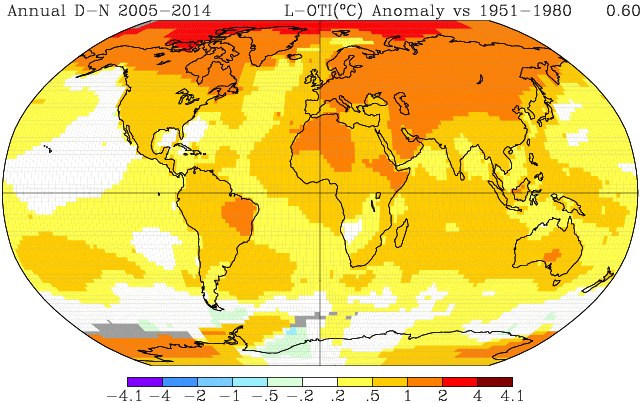 Annual D-N 2005-2014 L-OTI(°C) Anomaly vs 1951-1980 0.60
-4.1 -4 -2 -1 -.5 -.2 .2 .5 1 2 4 4.1